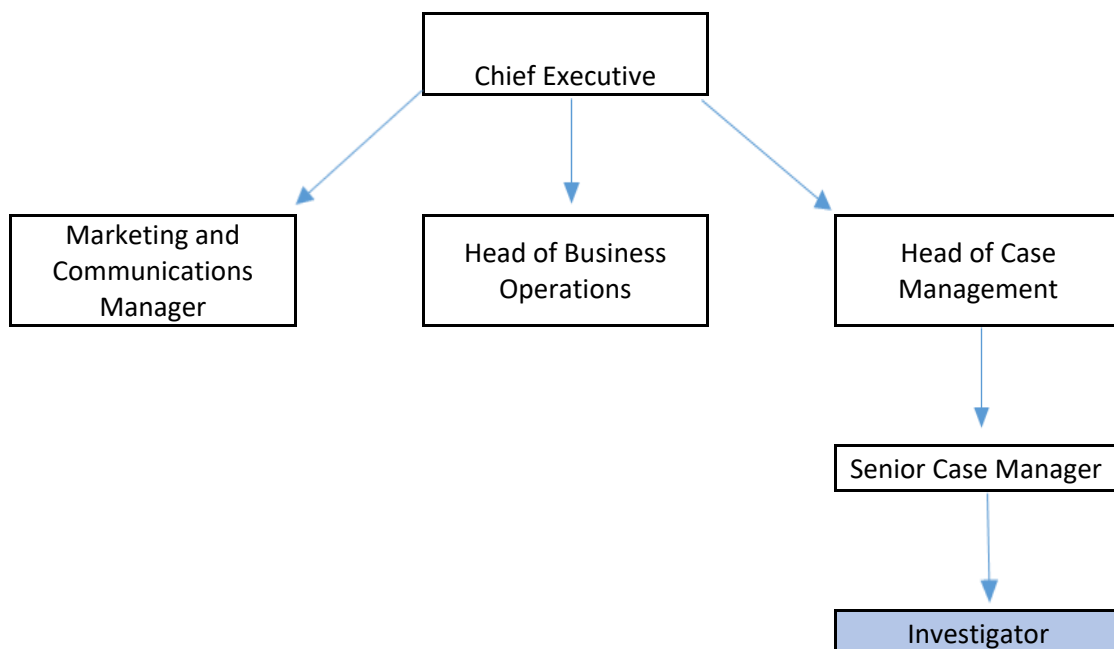 Chief Executive
Marketing and
Communications
Manager
Head of Business
Operations
Head of Case
Management
Senior Case Manager
Investigator